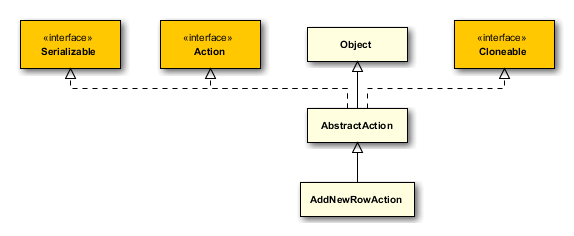 «interface»
Serializable
«interface»
Action
Object
«interface»
Cloneable
AbstractAction
AddNewRowAction